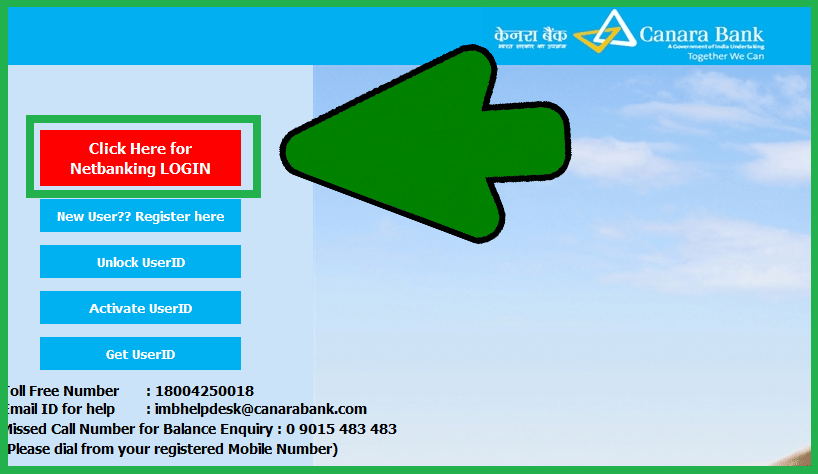 केनरा बैंक Canara Bank
भारत सरकार का उपक्रम A Government of India Undertaking
Together We Can
Click Here for
Netbanking LOGIN
New User?? Register here
Unlock UserID
Activate UserID
Get UserID
Toll Free Number : 18004250018
Email ID for help : imbhelpdesk@canarabank.com
Missed Call Number for Balance Enquiry : 0 9015 483 483
(Please dial from your registered Mobile Number)